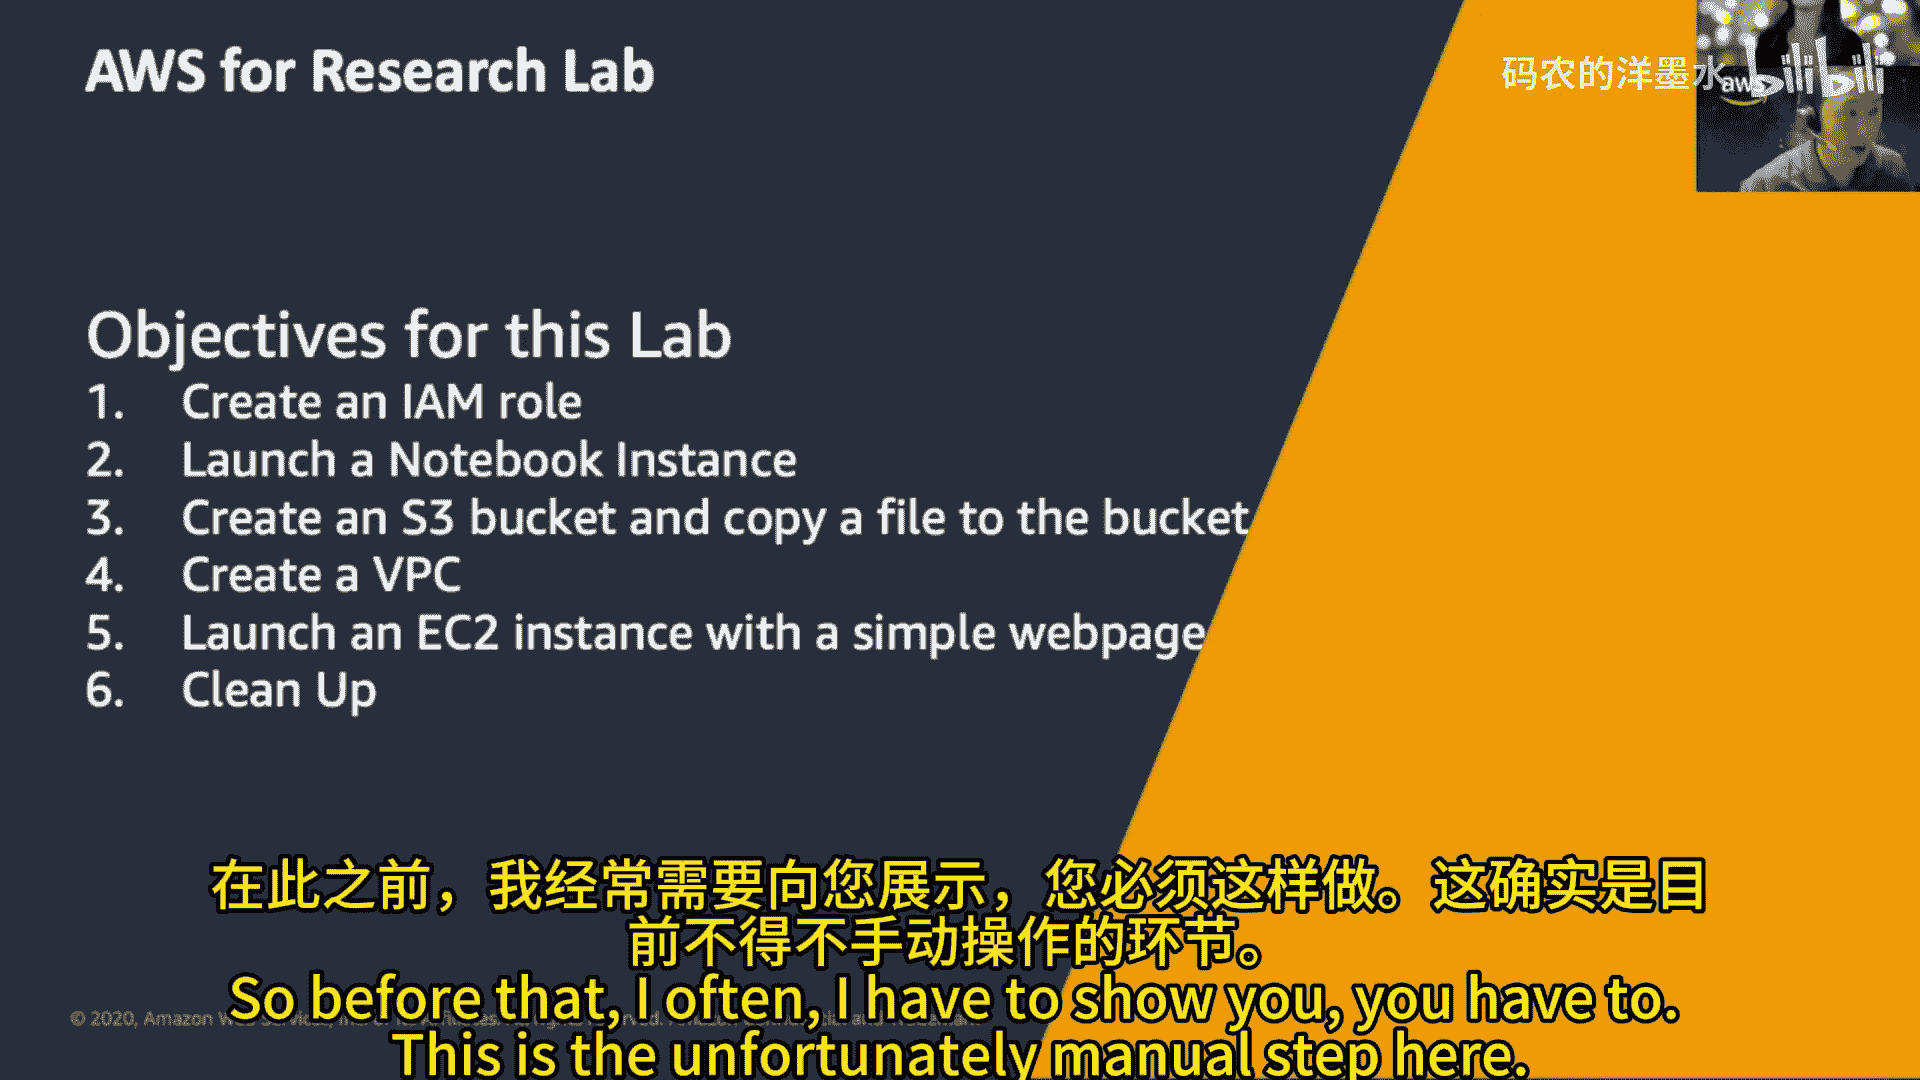 AWS for Research Lab
码农的洋墨水
aws
bilibili
Objectives for this Lab
1. Create an IAM role
2. Launch a Notebook Instance
3. Create an S3 bucket and copy a file to the bucket
4. Create a VPC
5. Launch an EC2 instance with a simple webpage
6. Clean Up
在此之前，我经常需要向您展示，您必须这样做。这确实是目
前不得不手动操作的环节。
So before that, I often, I have to show you, you have to.
This is the unfortunately manual step here.
© 2020, Amazon